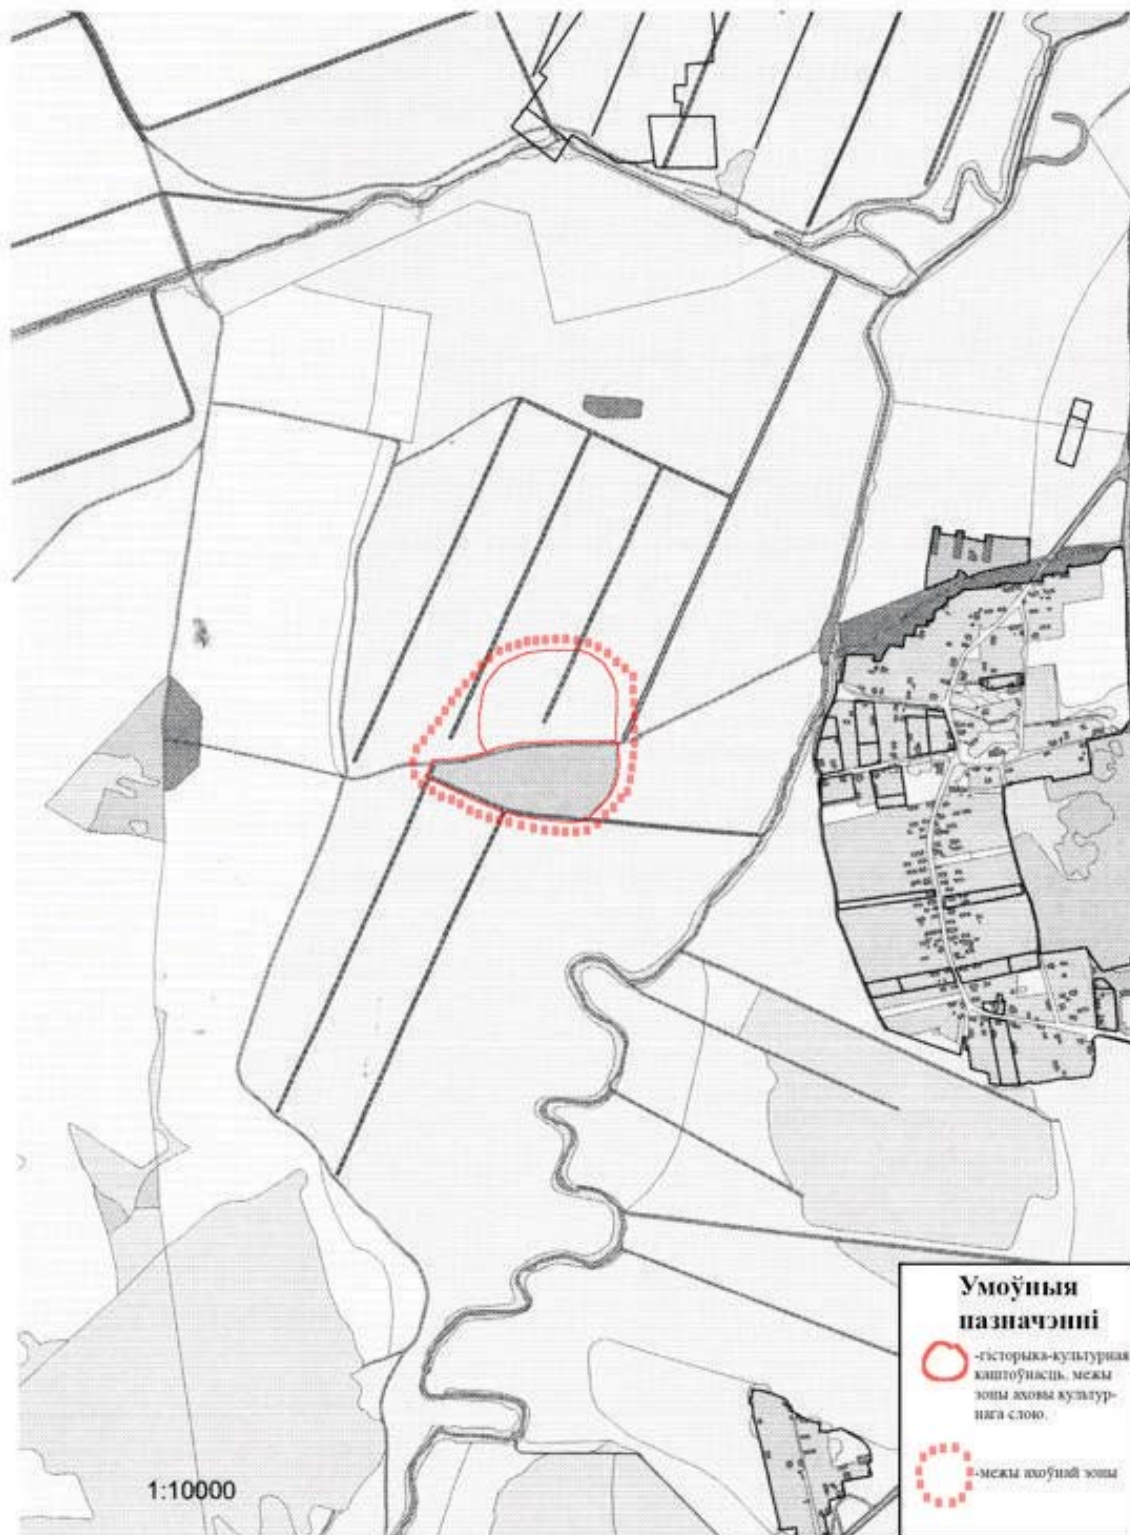 Умоўныя
пазначэнні
-гісторыка-культурная
каштоўнасць, межы
зоны аховы культур-
нага слою.
-межы ахоўнай зоны
1:10000